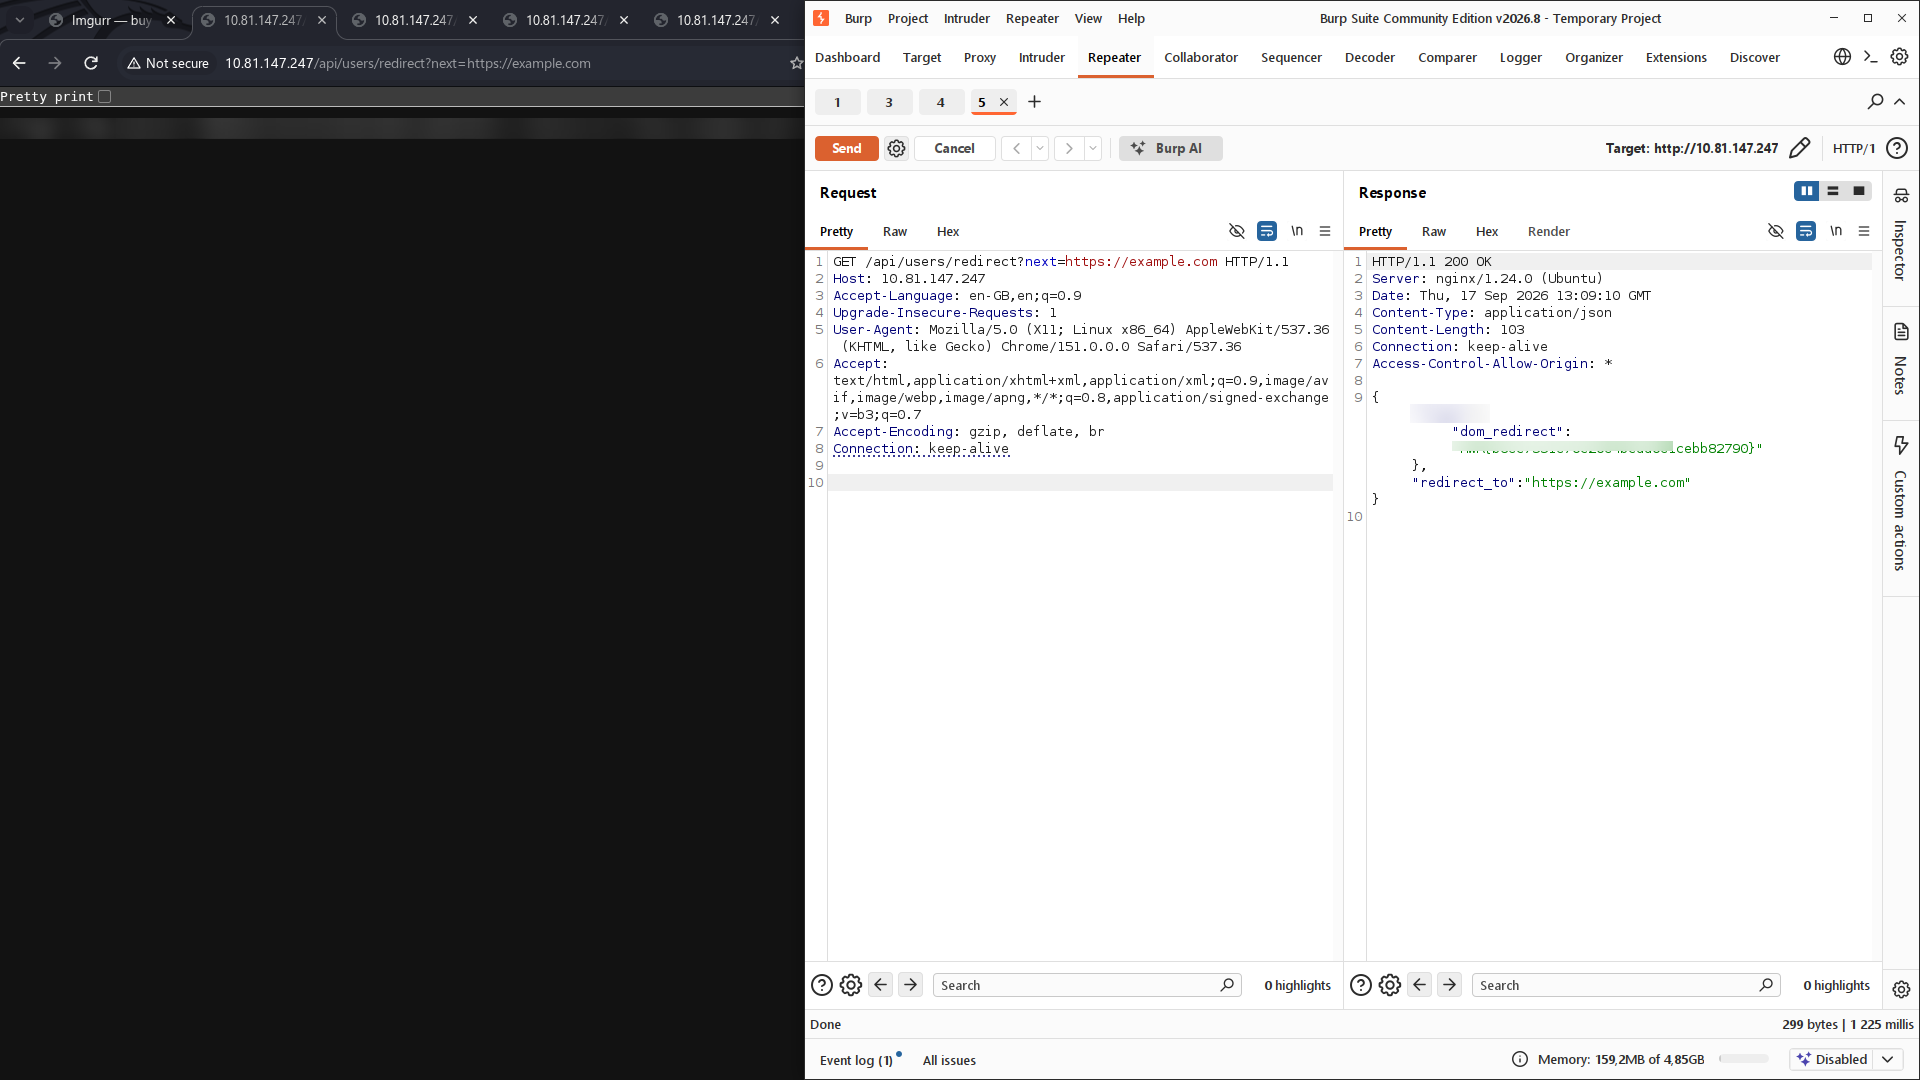 Imgurr — buy
10.81.147.247/
10.81.147.247/
10.81.147.247/
10.81.147.247/
Not secure
10.81.147.247/api/users/redirect?next=https://example.com
Pretty print
Burp Project Intruder Repeater View Help
Burp Suite Community Edition v2026.8 - Temporary Project
Dashboard Target Proxy Intruder Repeater Collaborator Sequencer Decoder Comparer Logger Organizer Extensions Discover
1 3 4 5
Send Cancel Burp AI
Target: http://10.81.147.247
HTTP/1
Request
Pretty Raw Hex
\n
1 GET /api/users/redirect?next=https://example.com HTTP/1.1
2 Host: 10.81.147.247
3 Accept-Language: en-GB,en;q=0.9
4 Upgrade-Insecure-Requests: 1
5 User-Agent: Mozilla/5.0 (X11; Linux x86_64) AppleWebKit/537.36
(KHTML, like Gecko) Chrome/151.0.0.0 Safari/537.36
6 Accept:
text/html,application/xhtml+xml,application/xml;q=0.9,image/av
if,image/webp,image/apng,*/*;q=0.8,application/signed-exchange
;v=b3;q=0.7
7 Accept-Encoding: gzip, deflate, br
8 Connection: keep-alive
9
10
Search
0 highlights
Response
Pretty Raw Hex Render
\n
1 HTTP/1.1 200 OK
2 Server: nginx/1.24.0 (Ubuntu)
3 Date: Thu, 17 Sep 2026 13:09:10 GMT
4 Content-Type: application/json
5 Content-Length: 103
6 Connection: keep-alive
7 Access-Control-Allow-Origin: *
8
9 {
"dom_redirect":
cebb82790}"
},
"redirect_to":"https://example.com"
}
10
Search
0 highlights
Inspector
Notes
Custom actions
Done
299 bytes | 1 225 millis
Event log (1) All issues
Memory: 159,2MB of 4,85GB
Disabled